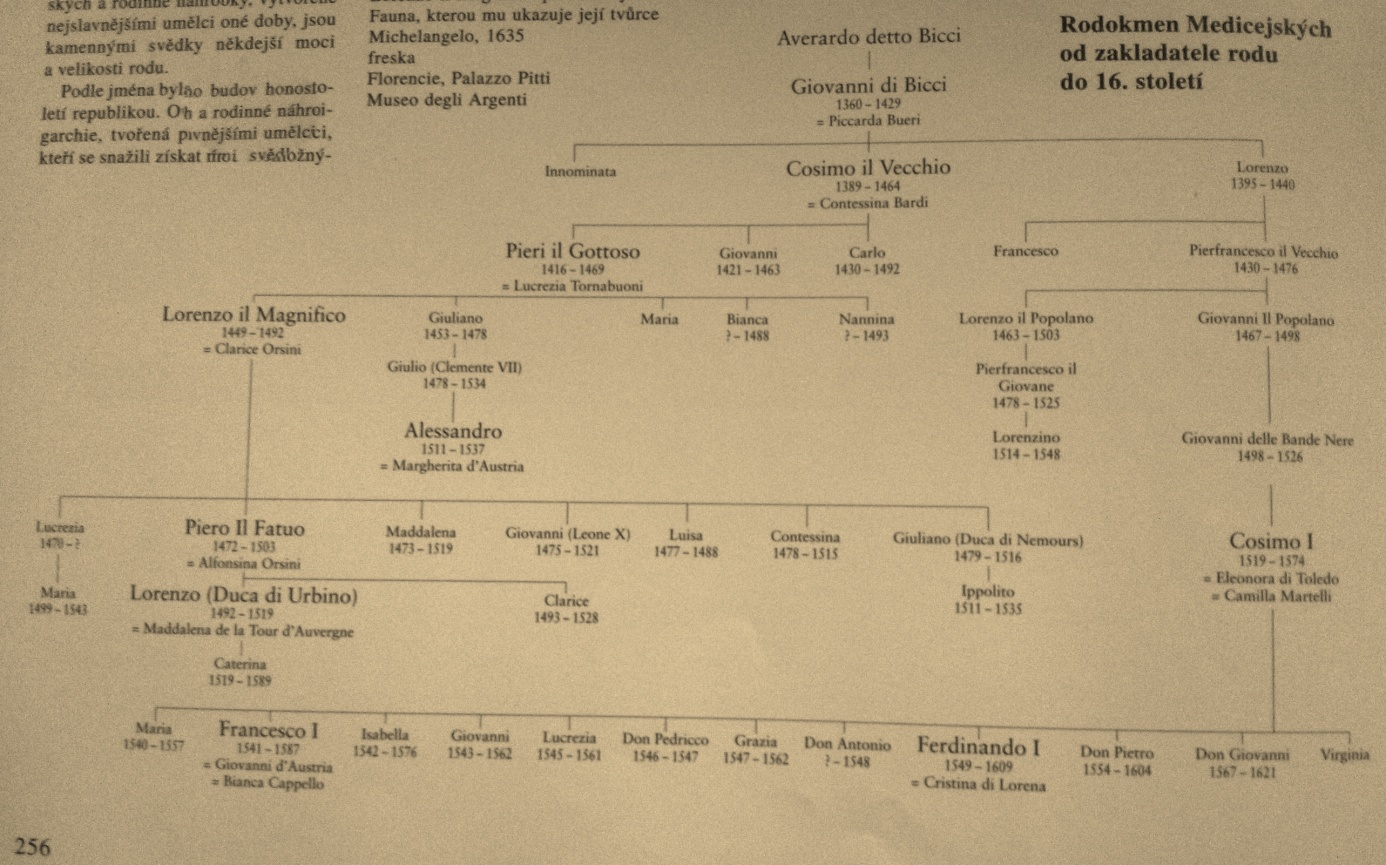 ských a rodinné náhrobky, vytvořené
nejslavnějšími umělci oné doby, jsou
kamennými svědky někdejší moci
a velikosti rodu.
Podle jména bylo budov honosto-
letí republikou. Oh a rodinné náhroi-
garchie, tvořená pivnějšími umělcci,
kteří se snažili získat
Fauna, kterou mu ukazuje její tvůrce
Michelangelo, 1635
freska
Florencie, Palazzo Pitti
Museo degli Argenti
Rodokmen Medicejských
od zakladatele rodu
do 16. století
Averardo detto Bicci
Giovanni di Bicci
1360 – 1429
= Piccarda Bueri
Innominata
Cosimo il Vecchio
1389 – 1464
= Contessina Bardi
Lorenzo
1395 – 1440
Pieri il Gottoso
1416 – 1469
= Lucrezia Tornabuoni
Giovanni
1421 – 1463
Carlo
1430 – 1492
Francesco
Pierfrancesco il Vecchio
1430 – 1476
Lorenzo il Magnifico
1449 – 1492
= Clarice Orsini
Giuliano
1453 – 1478
Maria
Bianca
? – 1488
Nannina
? – 1493
Lorenzo il Popolano
1463 – 1503
Giovanni Il Popolano
1467 – 1498
Giulio (Clemente VII)
1478 – 1534
Pierfrancesco il
Giovane
1478 – 1525
Alessandro
1511 – 1537
= Margherita d'Austria
Lorenzino
1514 – 1548
Giovanni delle Bande Nere
1498 – 1526
Lucrezia
1470 – ?
Piero Il Fatuo
1472 – 1503
= Alfonsina Orsini
Maddalena
1473 – 1519
Giovanni (Leone X)
1475 – 1521
Luisa
1477 – 1488
Contessina
1478 – 1515
Giuliano (Duca di Nemours)
1479 – 1516
Cosimo I
1519 – 1574
= Eleonora di Toledo
= Camilla Martelli
Maria
1499 – 1543
Lorenzo (Duca di Urbino)
1492 – 1519
= Maddalena de la Tour d'Auvergne
Clarice
1493 – 1528
Ippolito
1511 – 1535
Caterina
1519 – 1589
Maria
1540 – 1557
Francesco I
1541 – 1587
= Giovanni d'Austria
= Bianca Cappello
Isabella
1542 – 1576
Giovanni
1543 – 1562
Lucrezia
1545 – 1561
Don Pedricco
1546 – 1547
Grazia
1547 – 1562
Don Antonio
? – 1548
Ferdinando I
1549 – 1609
= Cristina di Lorena
Don Pietro
1554 – 1604
Don Giovanni
1567 – 1621
Virginia
256